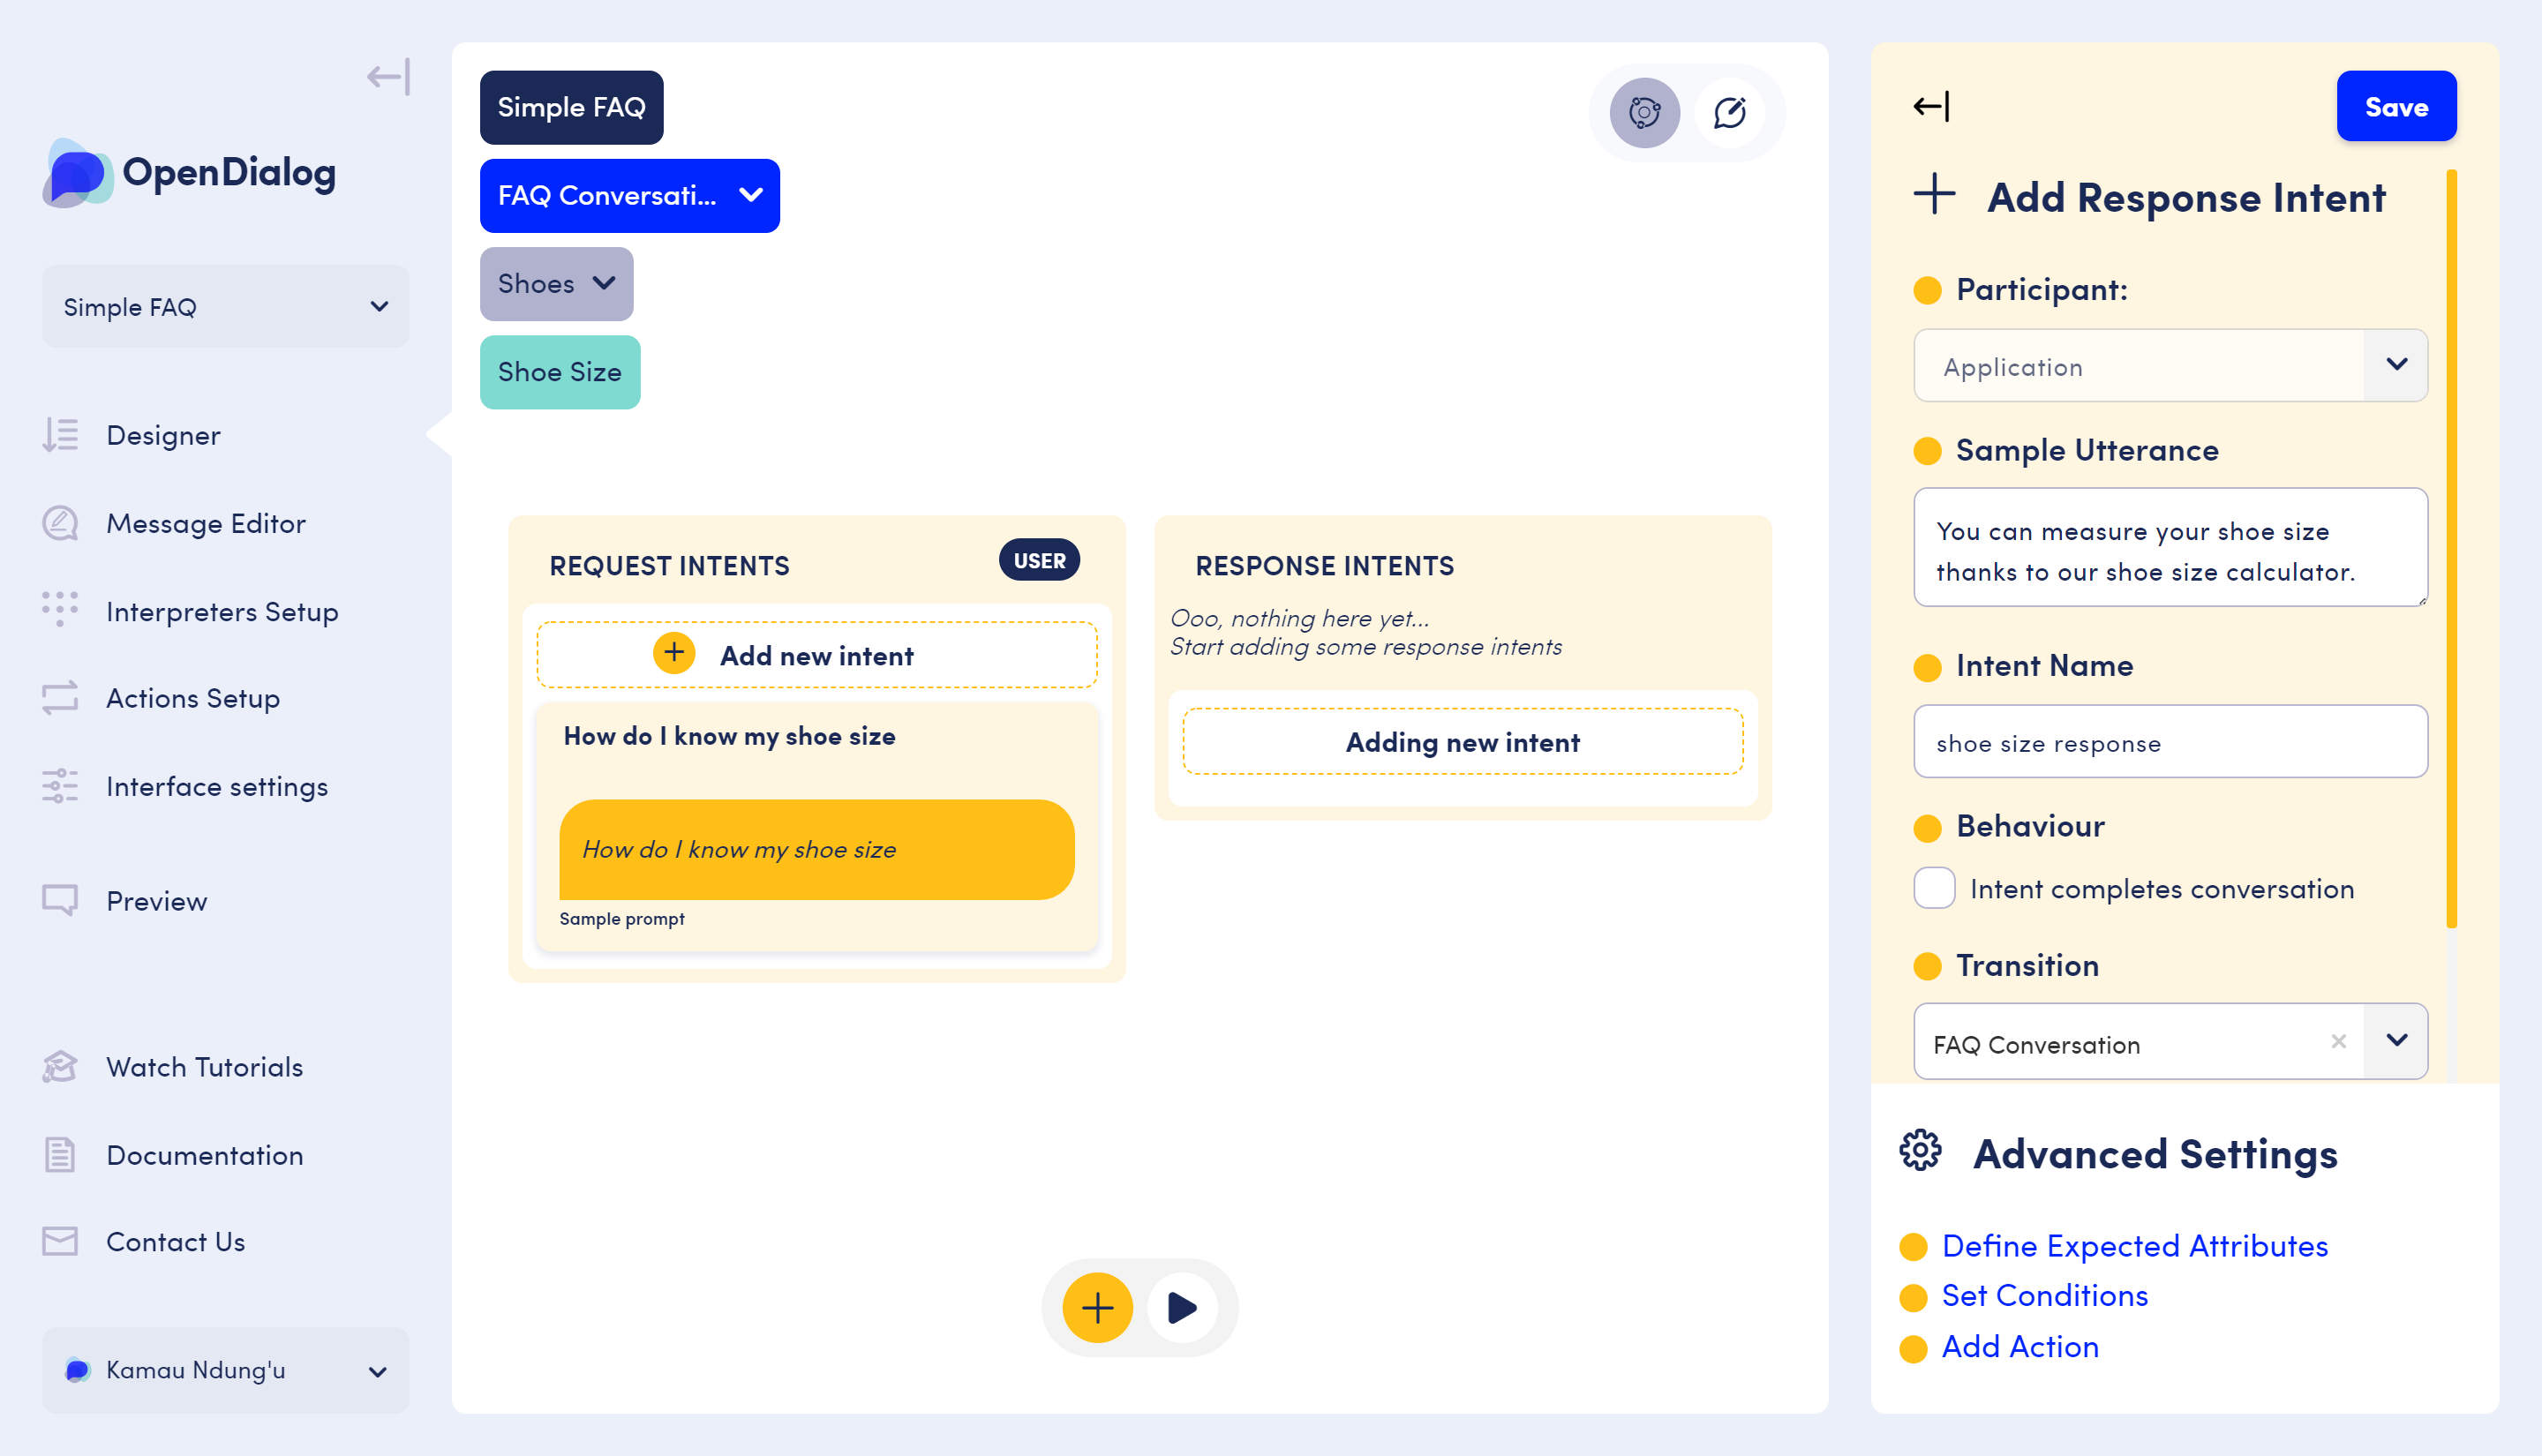 OpenDialog
Simple FAQ
Designer
Message Editor
Interpreters Setup
Actions Setup
Interface settings
Preview
Watch Tutorials
Documentation
Contact Us
Kamau Ndung'u
Simple FAQ
FAQ Conversati...
Shoes
Shoe Size
REQUEST INTENTS
USER
Add new intent
How do I know my shoe size
How do I know my shoe size
Sample prompt
RESPONSE INTENTS
Ooo, nothing here yet...
Start adding some response intents
Adding new intent
Save
Add Response Intent
Participant:
Application
Sample Utterance
You can measure your shoe size
thanks to our shoe size calculator.
Intent Name
shoe size response
Behaviour
Intent completes conversation
Transition
FAQ Conversation
Advanced Settings
Define Expected Attributes
Set Conditions
Add Action